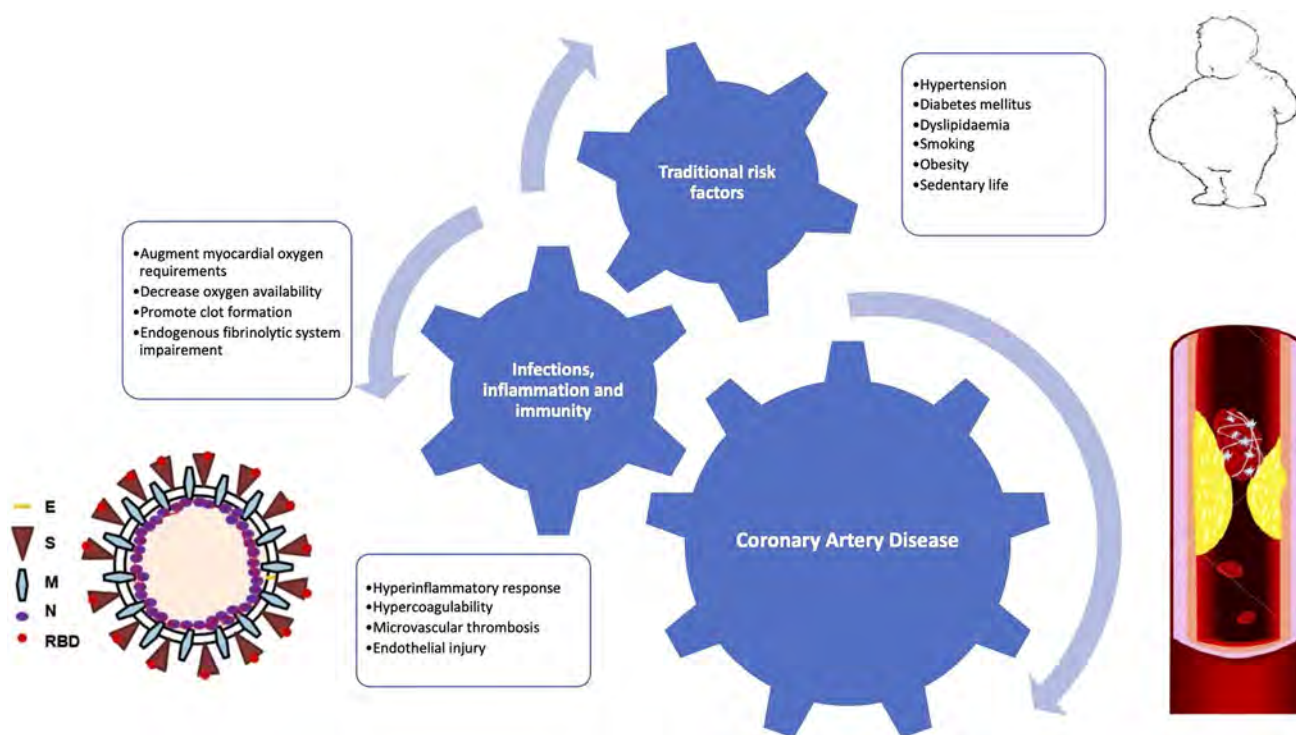 •Hypertension
•Diabetes mellitus
•Dyslipidaemia
•Smoking
•Obesity
•Sedentary life
Traditional risk
factors
•Augment myocardial oxygen
requirements
•Decrease oxygen availability
•Promote clot formation
•Endogenous fibrinolytic system
impairement
Infections,
inflammation and
immunity
Coronary Artery Disease
E
S
M
N
RBD
•Hyperinflammatory response
•Hypercoagulability
•Microvascular thrombosis
•Endothelial injury